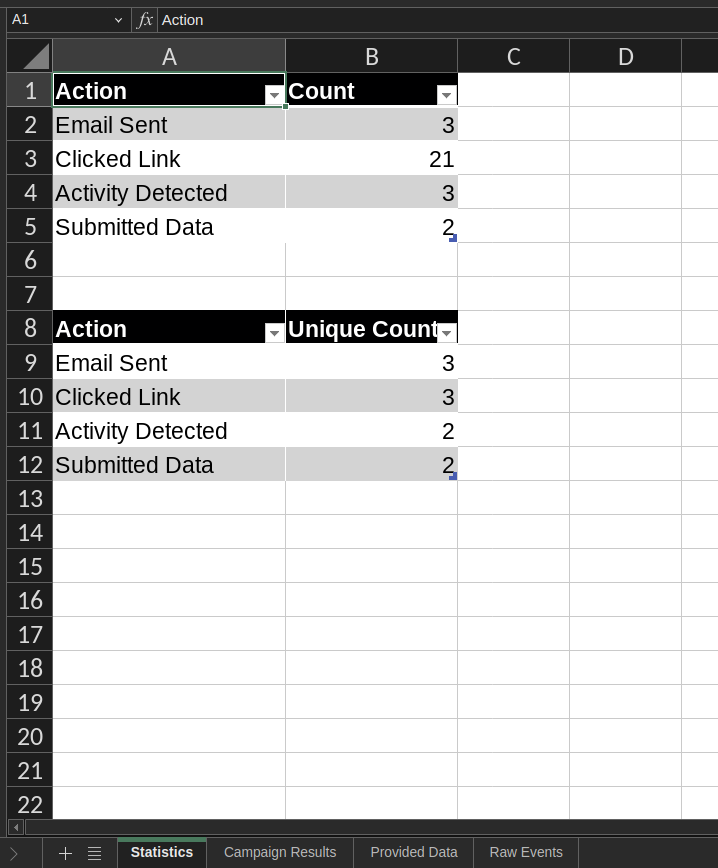 A1 fx Action
A B C D
1 Action Count
2 Email Sent 3
3 Clicked Link 21
4 Activity Detected 3
5 Submitted Data 2
6
7
8 Action Unique Count
9 Email Sent 3
10 Clicked Link 3
11 Activity Detected 2
12 Submitted Data 2
13
14
15
16
17
18
19
20
21
22
Statistics Campaign Results Provided Data Raw Events